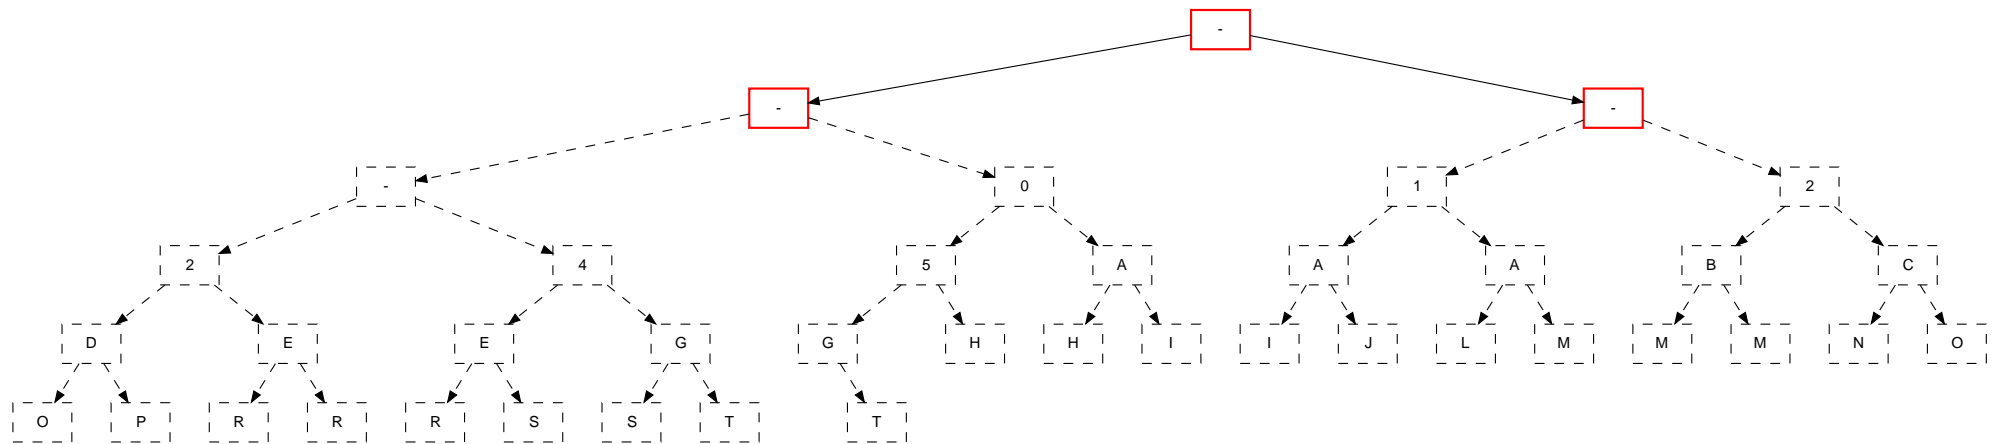 -
- -
- 0 1 2
2 4 5 A A A B C
D E E G G H H I I J L M M M N O
O P R R R S S T T